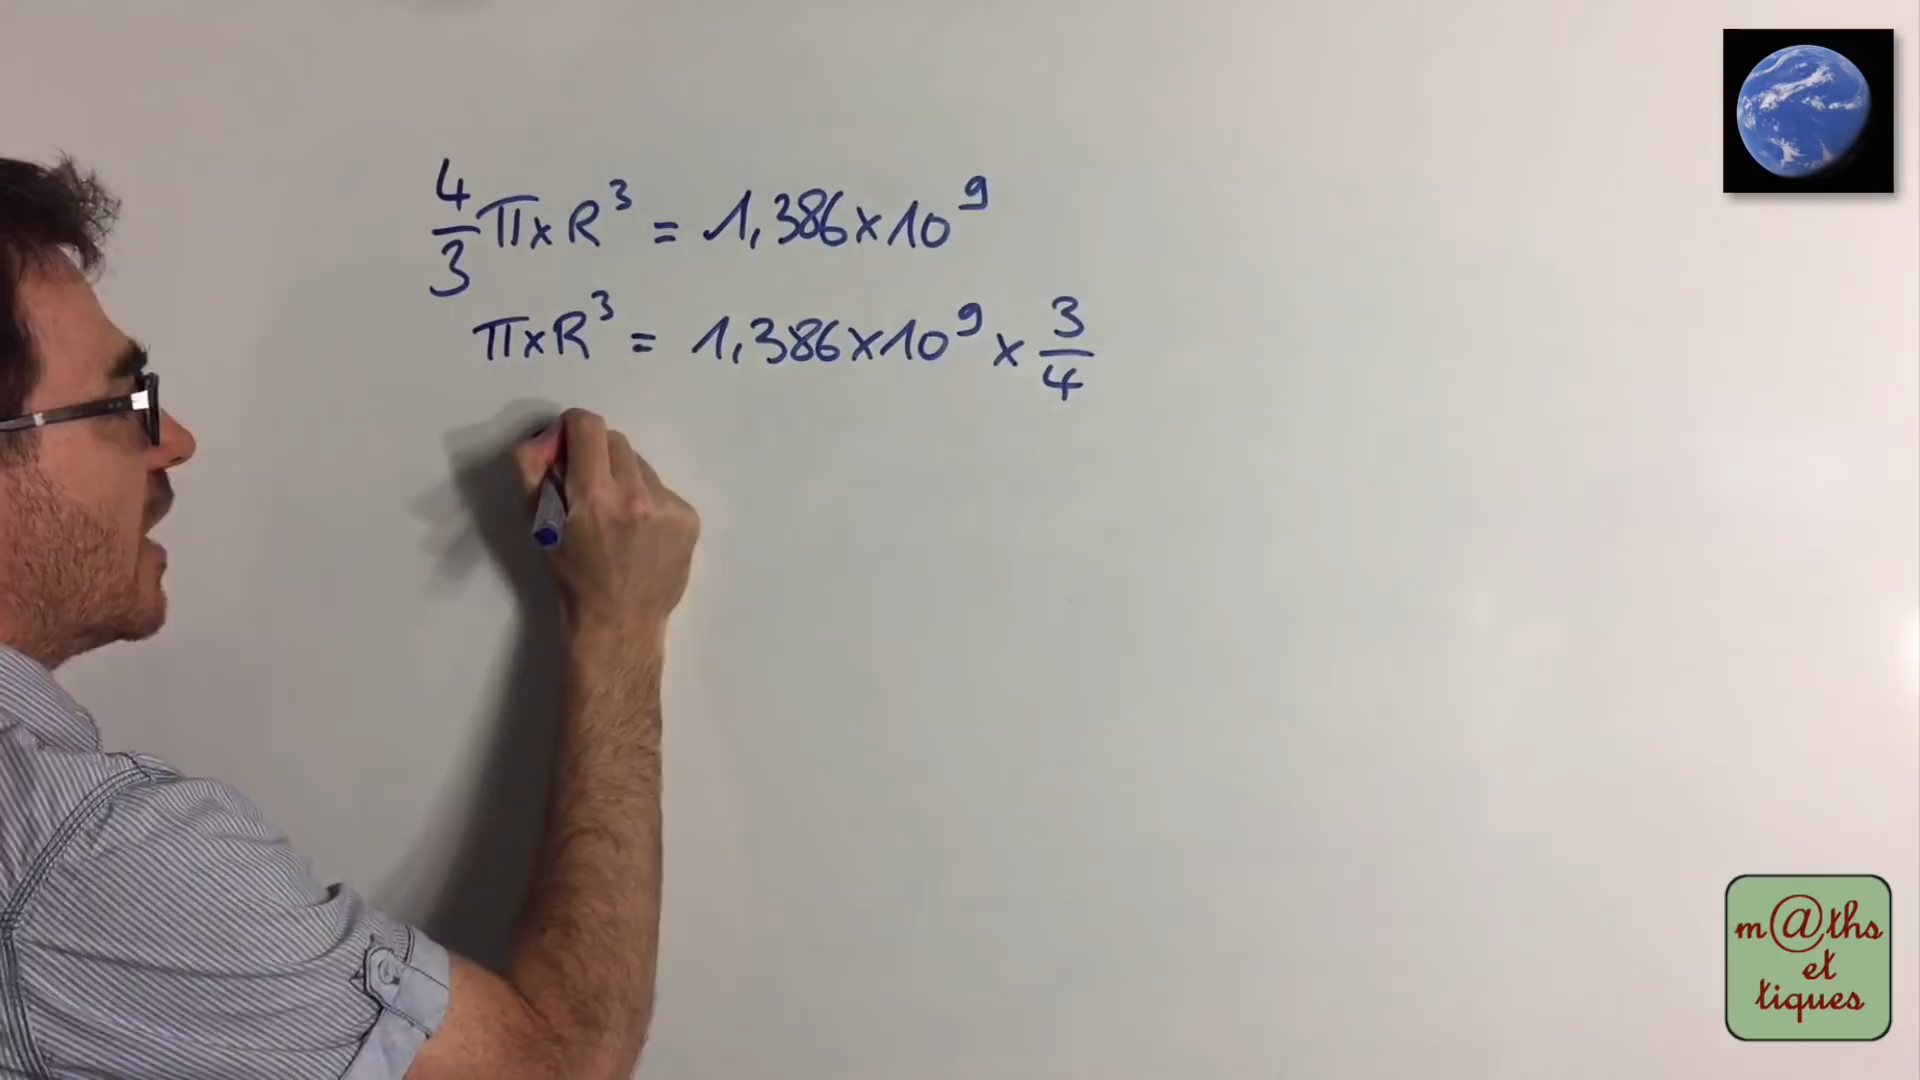 4/3 π×R³ = 1,386×10⁹
π×R³ = 1,386×10⁹ × 3/4
m@ths
et
tiques